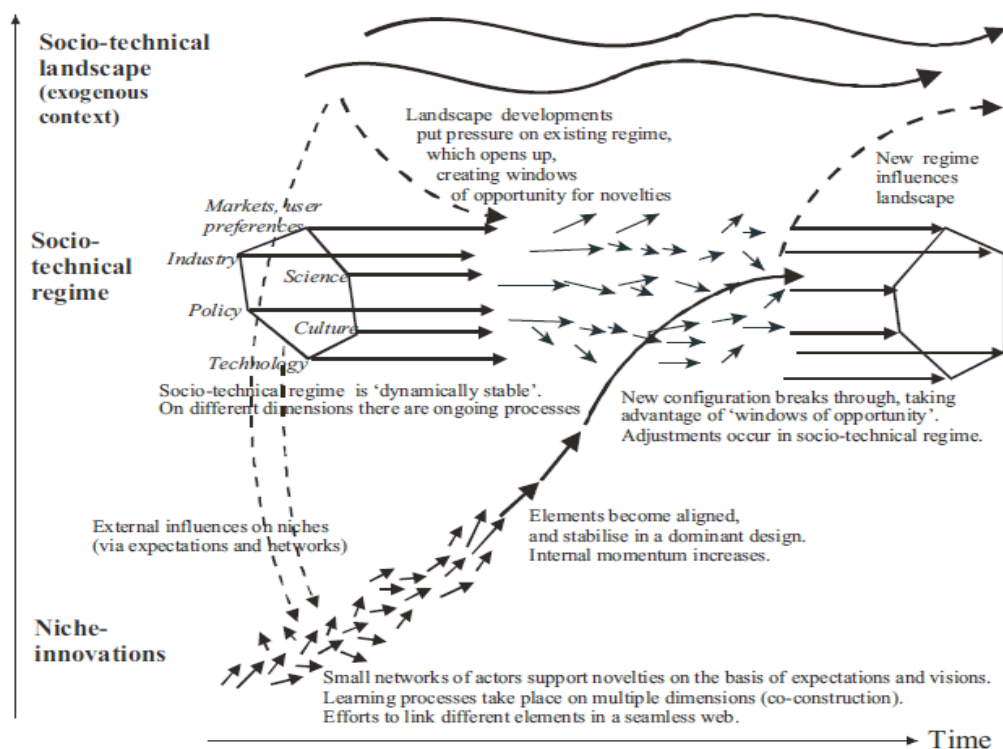 Socio-technical
landscape
(exogenous
context)
Landscape developments
put pressure on existing regime,
which opens up,
creating windows
of opportunity for novelties
New regime
influences
landscape
Socio-
technical
regime
Markets, user
preferences
Industry
Science
Policy
Culture
Technology
Socio-technical regime is ‘dynamically stable’.
On different dimensions there are ongoing processes
New configuration breaks through, taking
advantage of ‘windows of opportunity’.
Adjustments occur in socio-technical regime.
External influences on niches
(via expectations and networks)
Elements become aligned,
and stabilise in a dominant design.
Internal momentum increases.
Niche-
innovations
Small networks of actors support novelties on the basis of expectations and visions.
Learning processes take place on multiple dimensions (co-construction).
Efforts to link different elements in a seamless web.
Time